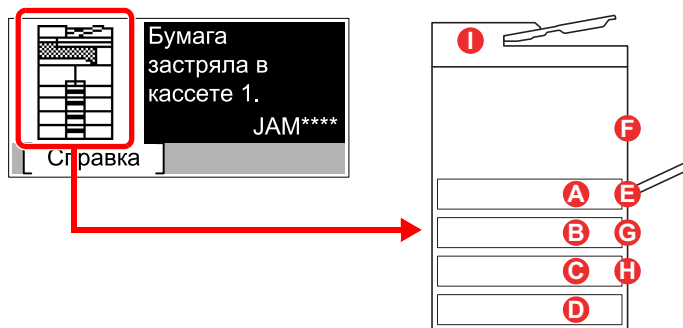 Бумага
застряла в
кассете 1.
JAM****
Справка
I
F
A E
B G
C H
D